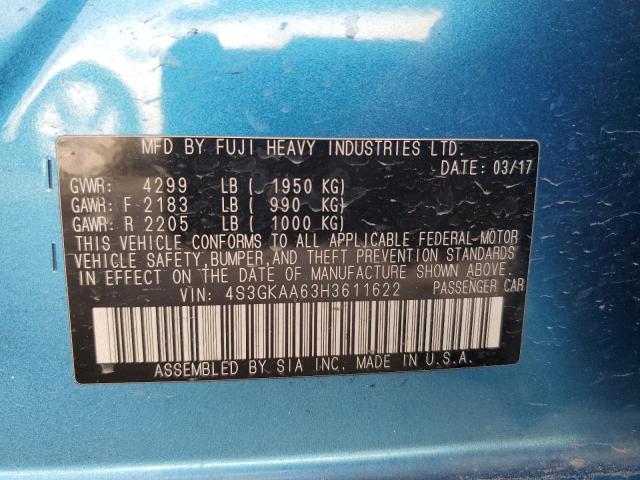 MFD BY FUJI HEAVY INDUSTRIES LTD.
DATE: 03/17
GVWR: 4299 LB ( 1950 KG)
GAWR: F 2183 LB ( 990 KG)
GAWR: R 2205 LB ( 1000 KG)
THIS VEHICLE CONFORMS TO ALL APPLICABLE FEDERAL MOTOR
VEHICLE SAFETY, BUMPER, AND THEFT PREVENTION STANDARDS
IN EFFECT ON THE DATE OF MANUFACTURE SHOWN ABOVE.
VIN: 4S3GKAA63H3611622 PASSENGER CAR
ASSEMBLED BY SIA INC. MADE IN U.S.A.